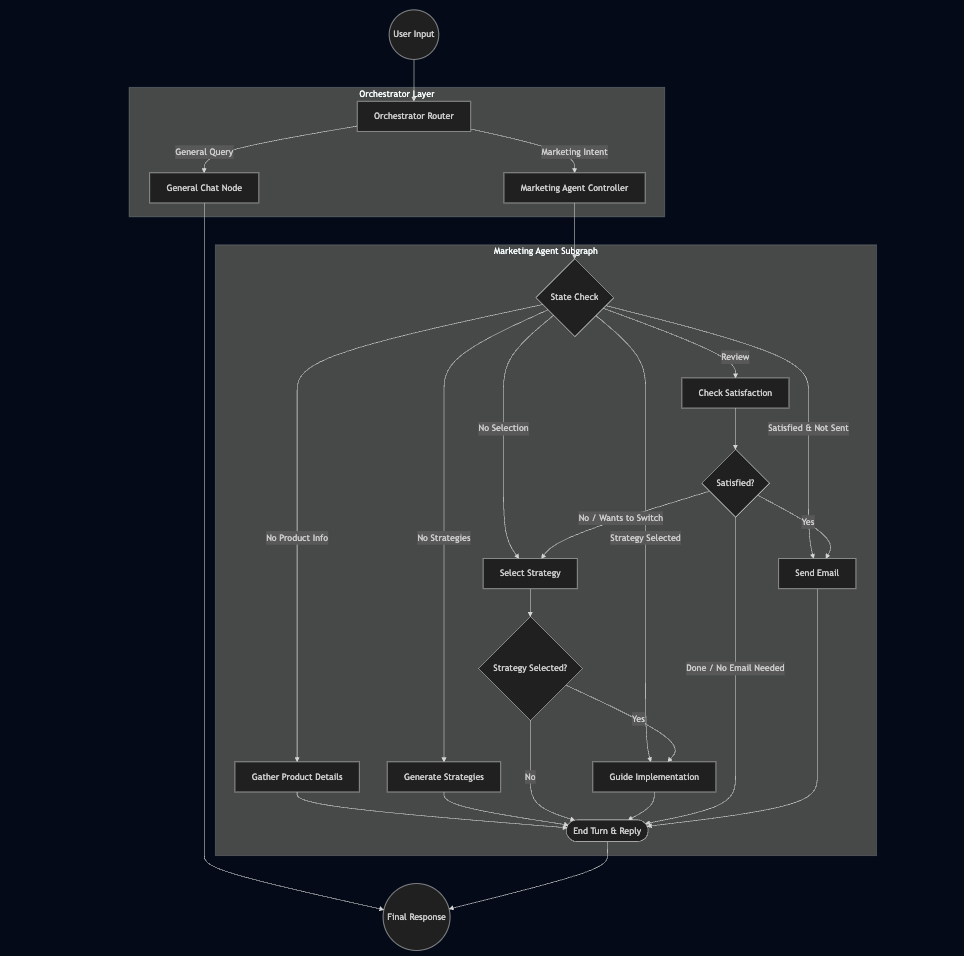 User Input
Orchestrator Layer
Orchestrator Router
General Query
Marketing Intent
General Chat Node
Marketing Agent Controller
Marketing Agent Subgraph
State Check
Review
Check Satisfaction
No Selection
Satisfied & Not Sent
Satisfied?
No / Wants to Switch
Yes
No Product Info
No Strategies
Strategy Selected
Select Strategy
Send Email
Strategy Selected?
Done / No Email Needed
Yes
Gather Product Details
Generate Strategies
No
Guide Implementation
End Turn & Reply
Final Response